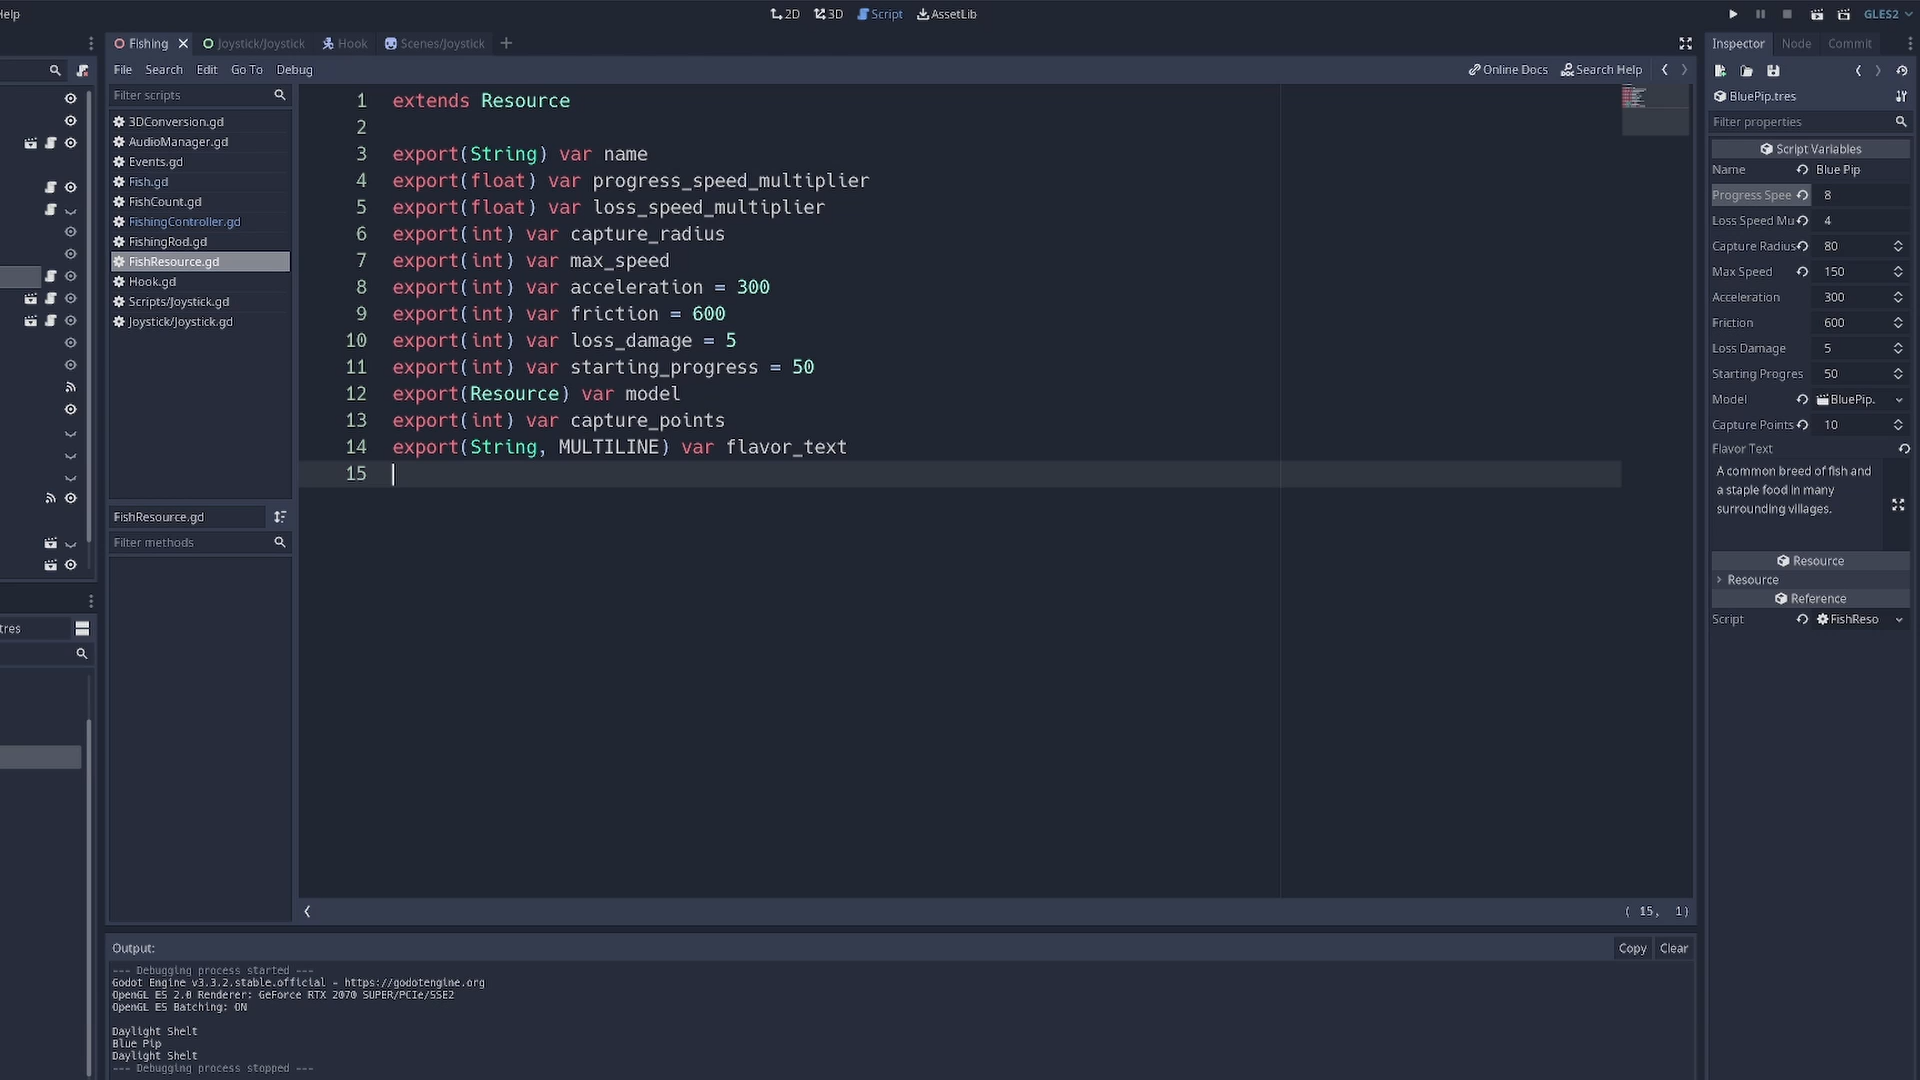 Help
2D
3D
Script
AssetLib
GLES2
Fishing
Joystick/Joystick
Hook
Scenes/Joystick
Inspector
Node
Commit
File
Search
Edit
Go To
Debug
Online Docs
Search Help
BluePip.tres
Filter scripts
Filter properties
3DConversion.gd
AudioManager.gd
Events.gd
Fish.gd
FishCount.gd
FishingController.gd
FishingRod.gd
FishResource.gd
Hook.gd
Scripts/Joystick.gd
Joystick/Joystick.gd
FishResource.gd
Filter methods
1 extends Resource
2
3 export(String) var name
4 export(float) var progress_speed_multiplier
5 export(float) var loss_speed_multiplier
6 export(int) var capture_radius
7 export(int) var max_speed
8 export(int) var acceleration = 300
9 export(int) var friction = 600
10 export(int) var loss_damage = 5
11 export(int) var starting_progress = 50
12 export(Resource) var model
13 export(int) var capture_points
14 export(String, MULTILINE) var flavor_text
15
( 15, 1)
Script Variables
Name Blue Pip
Progress Spee 8
Loss Speed Mu 4
Capture Radius 80
Max Speed 150
Acceleration 300
Friction 600
Loss Damage 5
Starting Progres 50
Model BluePip.
Capture Points 10
Flavor Text
A common breed of fish and
a staple food in many
surrounding villages.
Resource
Resource
Reference
Script FishReso
tres
Output:
Copy
Clear
--- Debugging process started ---
Godot Engine v3.3.2.stable.official - https://godotengine.org
OpenGL ES 2.0 Renderer: GeForce RTX 2070 SUPER/PCIe/SSE2
OpenGL ES Batching: ON
Daylight Shelt
Blue Pip
Daylight Shelt
--- Debugging process stopped ---